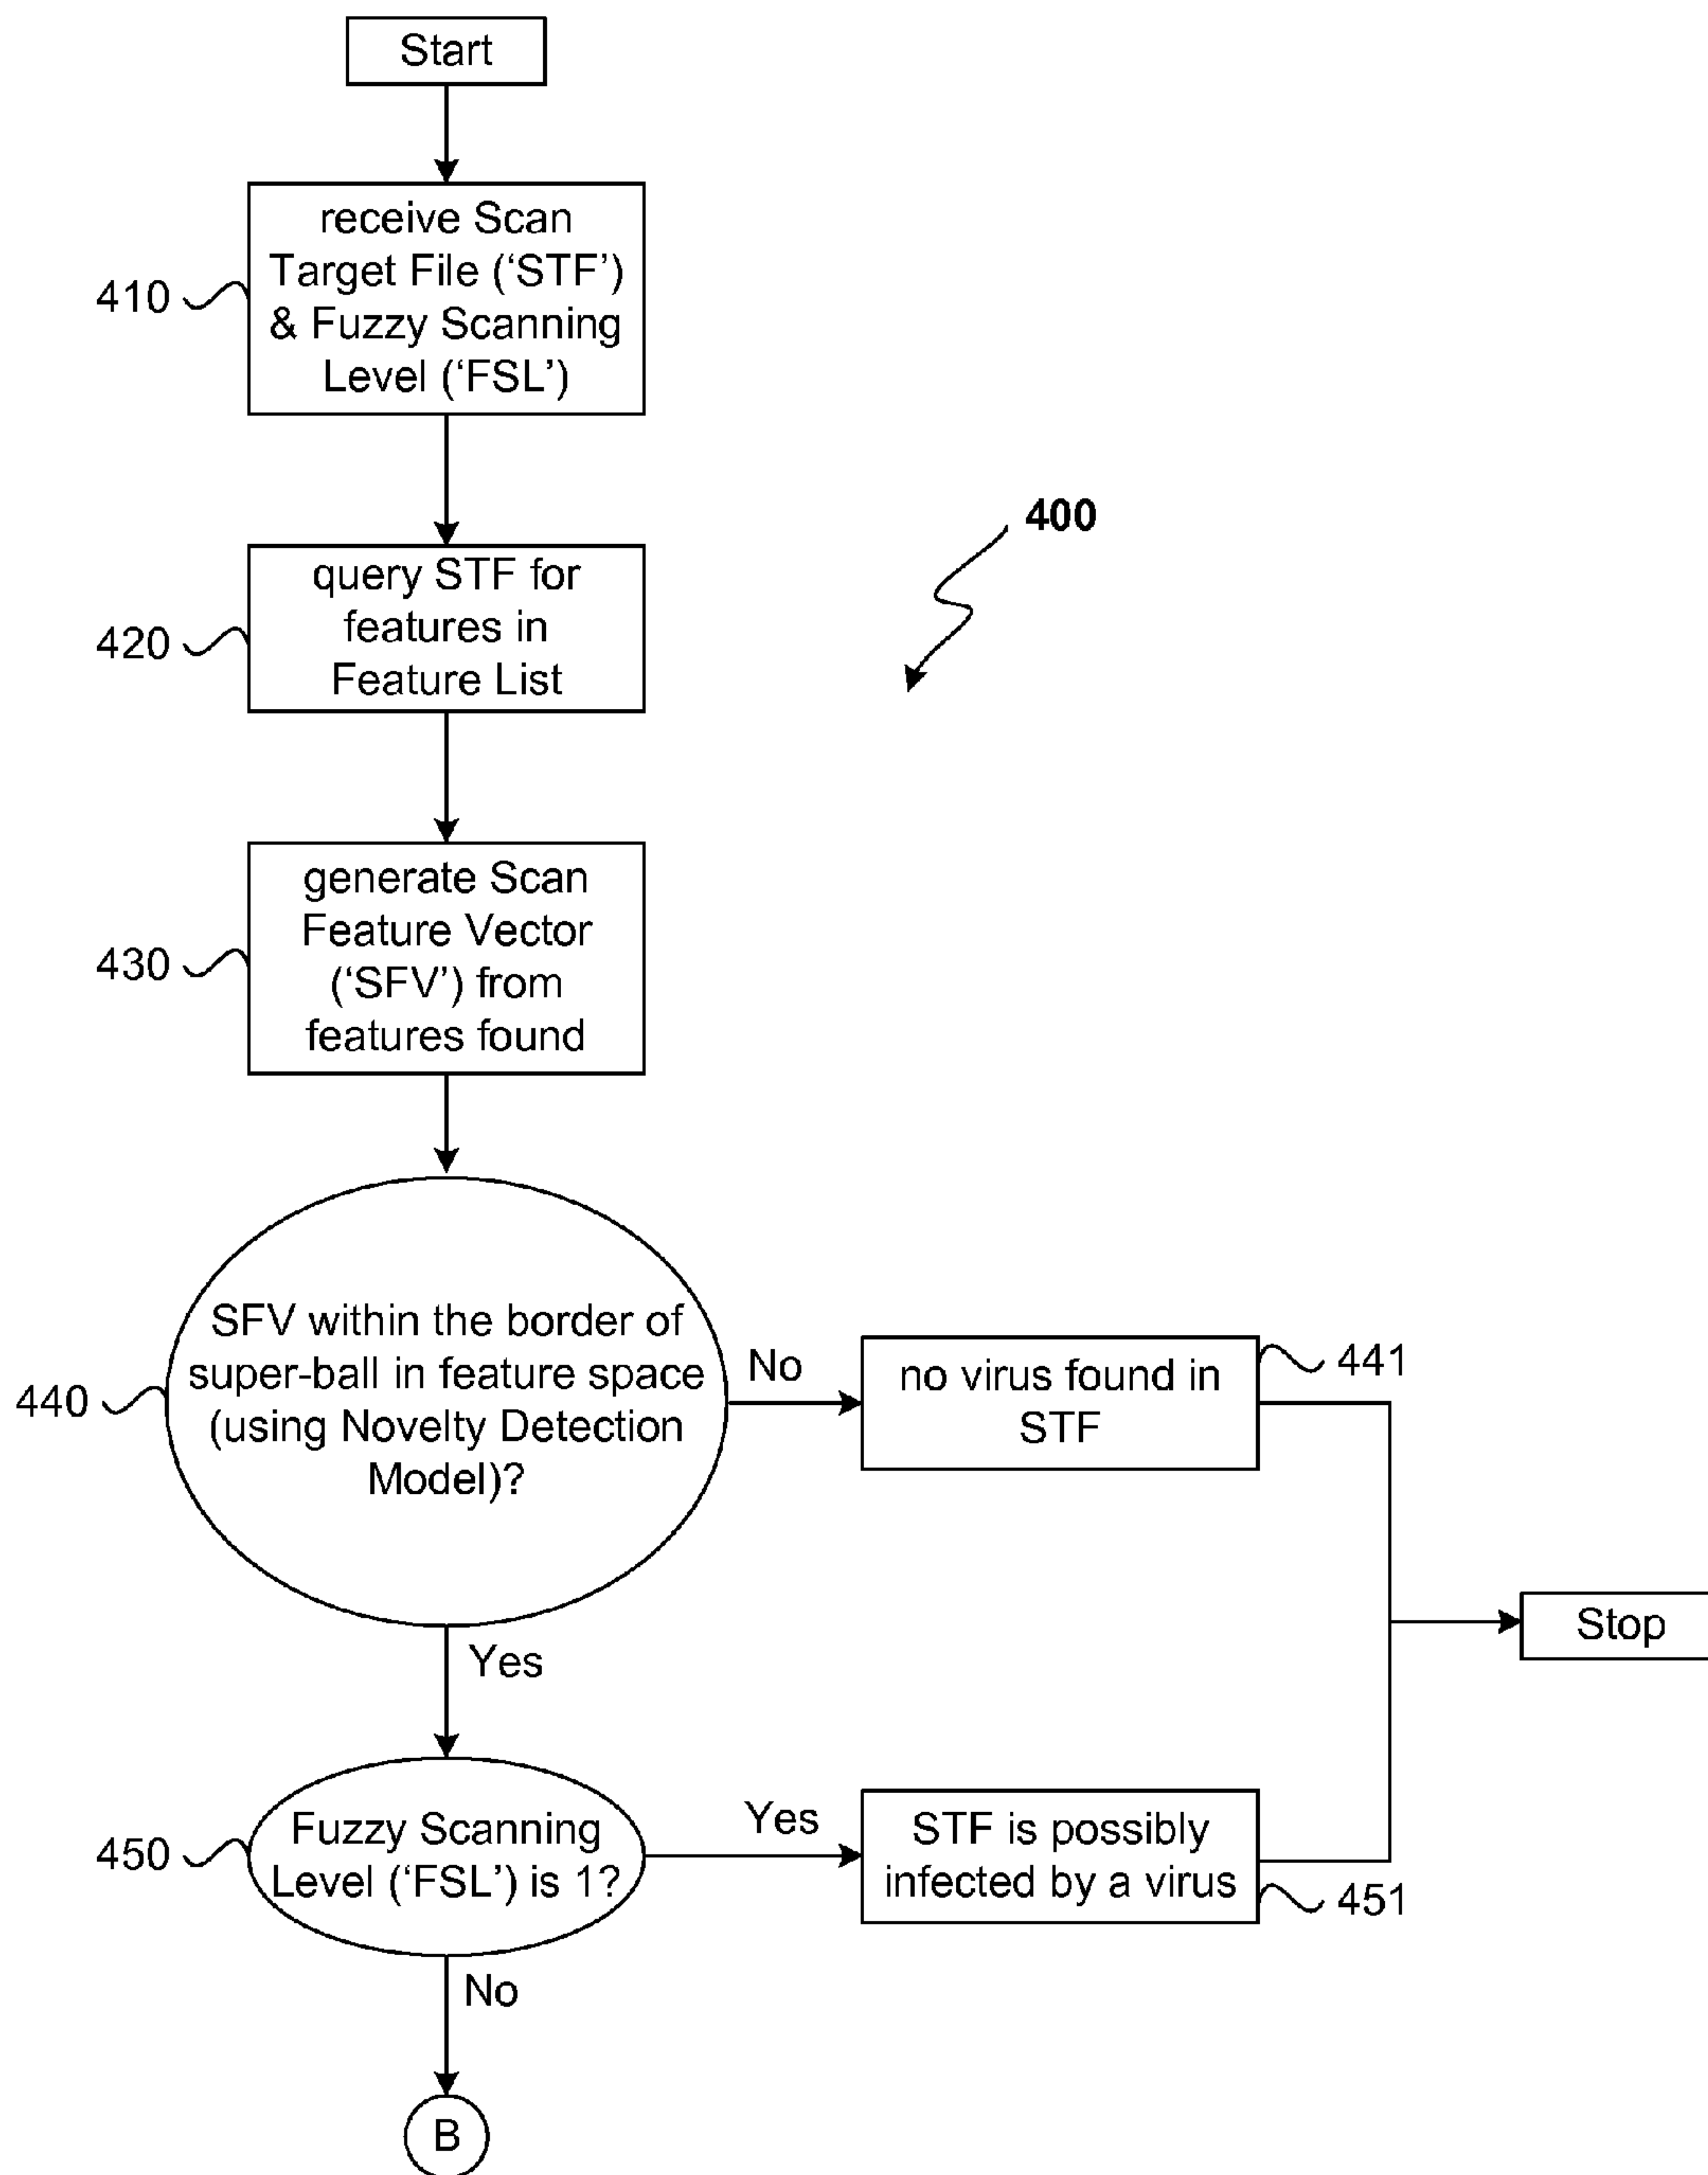 Start
receive Scan
Target File (‘STF’)
& Fuzzy Scanning
Level (‘FSL’)
410
400
query STF for
features in
Feature List
420
generate Scan
Feature Vector
(‘SFV’) from
features found
430
SFV within the border of
super-ball in feature space
(using Novelty Detection
Model)?
440
No
no virus found in
STF
441
Stop
Yes
Fuzzy Scanning
Level (‘FSL’) is 1?
450
Yes
STF is possibly
infected by a virus
451
No
B